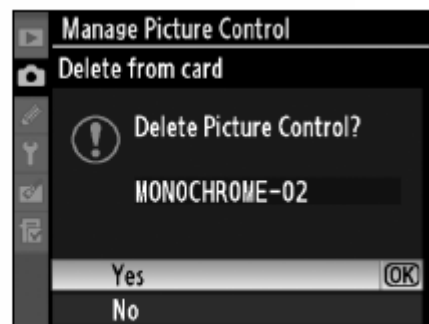 Manage Picture Control
Delete from card
Delete Picture Control?
MONOCHROME-02
Yes OK
No